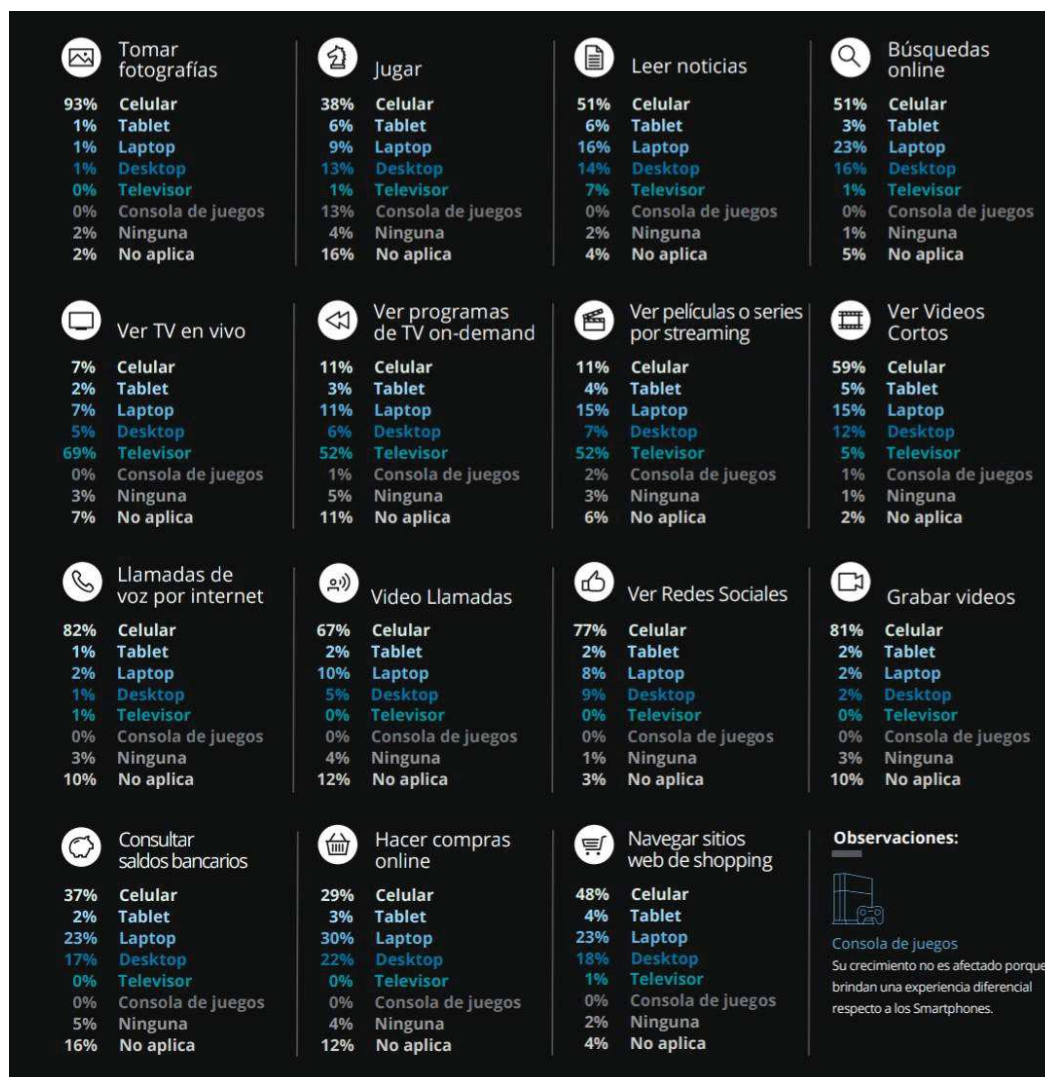 Tomar
fotografías
93% Celular
1% Tablet
1% Laptop
1% Desktop
0% Televisor
0% Consola de juegos
2% Ninguna
2% No aplica
Jugar
38% Celular
6% Tablet
9% Laptop
13% Desktop
1% Televisor
13% Consola de juegos
4% Ninguna
16% No aplica
Leer noticias
51% Celular
6% Tablet
16% Laptop
14% Desktop
7% Televisor
0% Consola de juegos
2% Ninguna
4% No aplica
Búsquedas
online
51% Celular
3% Tablet
23% Laptop
16% Desktop
1% Televisor
0% Consola de juegos
1% Ninguna
5% No aplica
Ver TV en vivo
7% Celular
2% Tablet
7% Laptop
5% Desktop
69% Televisor
0% Consola de juegos
3% Ninguna
7% No aplica
Ver programas
de TV on-demand
11% Celular
3% Tablet
11% Laptop
6% Desktop
52% Televisor
1% Consola de juegos
5% Ninguna
11% No aplica
Ver películas o series
por streaming
11% Celular
4% Tablet
15% Laptop
7% Desktop
52% Televisor
2% Consola de juegos
3% Ninguna
6% No aplica
Ver Videos
Cortos
59% Celular
5% Tablet
15% Laptop
12% Desktop
5% Televisor
1% Consola de juegos
1% Ninguna
2% No aplica
Llamadas de
voz por internet
82% Celular
1% Tablet
2% Laptop
1% Desktop
1% Televisor
0% Consola de juegos
3% Ninguna
10% No aplica
Video Llamadas
67% Celular
2% Tablet
10% Laptop
5% Desktop
0% Televisor
0% Consola de juegos
4% Ninguna
12% No aplica
Ver Redes Sociales
77% Celular
2% Tablet
8% Laptop
9% Desktop
0% Televisor
0% Consola de juegos
1% Ninguna
3% No aplica
Grabar videos
81% Celular
2% Tablet
2% Laptop
2% Desktop
0% Televisor
0% Consola de juegos
3% Ninguna
10% No aplica
Consultar
saldos bancarios
37% Celular
2% Tablet
23% Laptop
17% Desktop
0% Televisor
0% Consola de juegos
5% Ninguna
16% No aplica
Hacer compras
online
29% Celular
3% Tablet
30% Laptop
22% Desktop
0% Televisor
0% Consola de juegos
4% Ninguna
12% No aplica
Navegar sitios
web de shopping
48% Celular
4% Tablet
23% Laptop
18% Desktop
1% Televisor
0% Consola de juegos
2% Ninguna
4% No aplica
Observaciones:
Consola de juegos
Su crecimiento no es afectado porque
brindan una experiencia diferencial
respecto a los Smartphones.